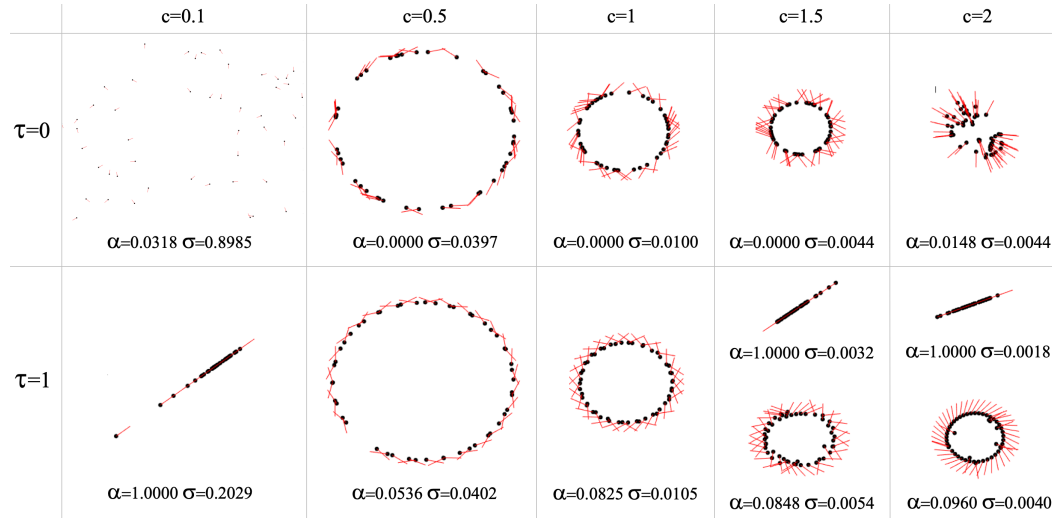 c=0.1 c=0.5 c=1 c=1.5 c=2
τ=0
α=0.0318 σ=0.8985 α=0.0000 σ=0.0397 α=0.0000 σ=0.0100 α=0.0000 σ=0.0044 α=0.0148 σ=0.0044
τ=1
α=1.0000 σ=0.0032 α=1.0000 σ=0.0018
α=1.0000 σ=0.2029 α=0.0536 σ=0.0402 α=0.0825 σ=0.0105 α=0.0848 σ=0.0054 α=0.0960 σ=0.0040